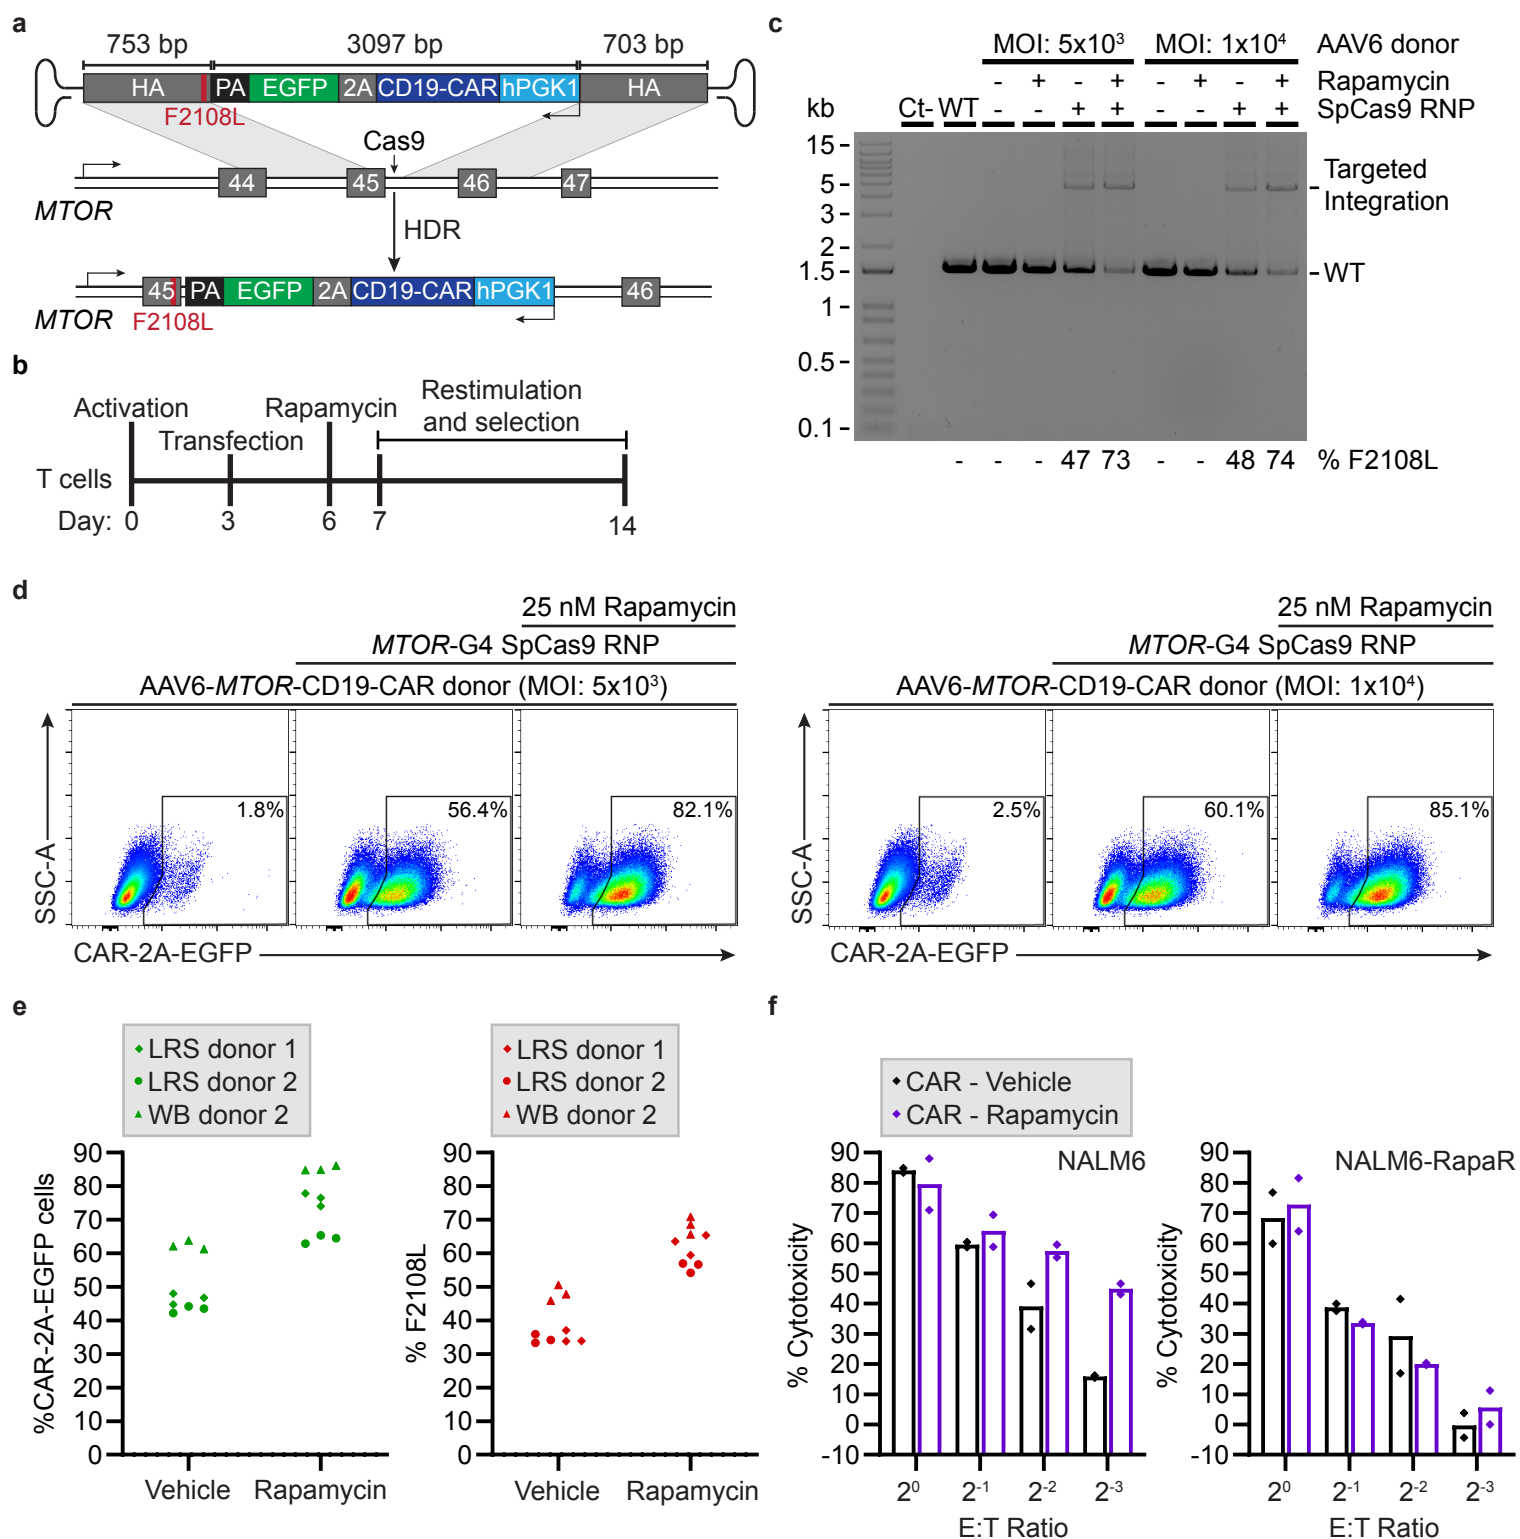 a
753 bp 3097 bp 703 bp
HA PA EGFP 2A CD19-CAR hPGK1 HA
F2108L
Cas9
44 45 46 47
MTOR
HDR
45 PA EGFP 2A CD19-CAR hPGK1 46
MTOR F2108L
b
Activation Transfection Rapamycin Restimulation
and selection
T cells
Day: 0 3 6 7 14
c
MOI: 5x10³ MOI: 1x10⁴ AAV6 donor
- + - + - + - + Rapamycin
kb Ct- WT - - + + - - + + SpCas9 RNP
15
5
3
2
1.5
1
0.5
0.1
Targeted
Integration
WT
- - - 47 73 - - 48 74 % F2108L
d
25 nM Rapamycin
MTOR-G4 SpCas9 RNP
AAV6-MTOR-CD19-CAR donor (MOI: 5x10³)
1.8% 56.4% 82.1%
SSC-A
CAR-2A-EGFP
25 nM Rapamycin
MTOR-G4 SpCas9 RNP
AAV6-MTOR-CD19-CAR donor (MOI: 1x10⁴)
2.5% 60.1% 85.1%
SSC-A
CAR-2A-EGFP
e
LRS donor 1
LRS donor 2
WB donor 2
%CAR-2A-EGFP cells
90
80
70
60
50
40
30
20
10
0
Vehicle Rapamycin
LRS donor 1
LRS donor 2
WB donor 2
% F2108L
90
80
70
60
50
40
30
20
10
0
Vehicle Rapamycin
f
CAR - Vehicle
CAR - Rapamycin
NALM6
% Cytotoxicity
90
80
70
60
50
40
30
20
10
0
-10
2⁰ 2⁻¹ 2⁻² 2⁻³
E:T Ratio
NALM6-RapaR
% Cytotoxicity
90
80
70
60
50
40
30
20
10
0
-10
2⁰ 2⁻¹ 2⁻² 2⁻³
E:T Ratio